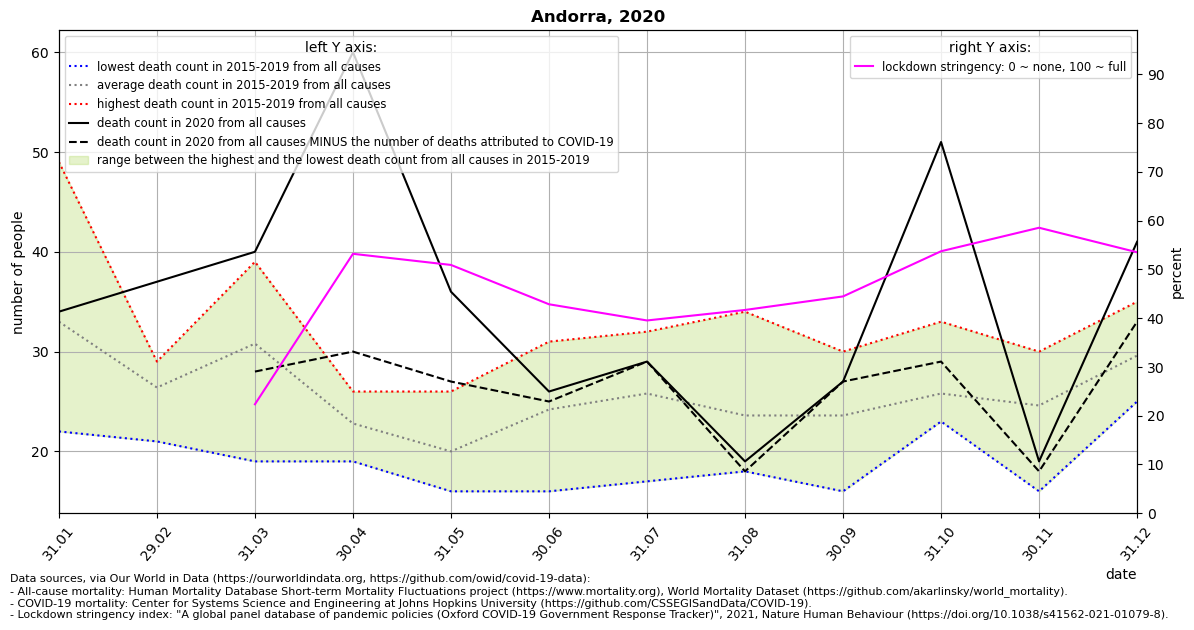 Andorra, 2020
left Y axis:
lowest death count in 2015-2019 from all causes
average death count in 2015-2019 from all causes
highest death count in 2015-2019 from all causes
death count in 2020 from all causes
death count in 2020 from all causes MINUS the number of deaths attributed to COVID-19
range between the highest and the lowest death count from all causes in 2015-2019
right Y axis:
lockdown stringency: 0 ~ none, 100 ~ full
number of people
60
50
40
30
20
percent
90
80
70
60
50
40
30
20
10
0
31.01
29.02
31.03
30.04
31.05
30.06
31.07
31.08
30.09
31.10
30.11
31.12
date
Data sources, via Our World in Data (https://ourworldindata.org, https://github.com/owid/covid-19-data):
- All-cause mortality: Human Mortality Database Short-term Mortality Fluctuations project (https://www.mortality.org), World Mortality Dataset (https://github.com/akarlinsky/world_mortality).
- COVID-19 mortality: Center for Systems Science and Engineering at Johns Hopkins University (https://github.com/CSSEGISandData/COVID-19).
- Lockdown stringency index: "A global panel database of pandemic policies (Oxford COVID-19 Government Response Tracker)", 2021, Nature Human Behaviour (https://doi.org/10.1038/s41562-021-01079-8).